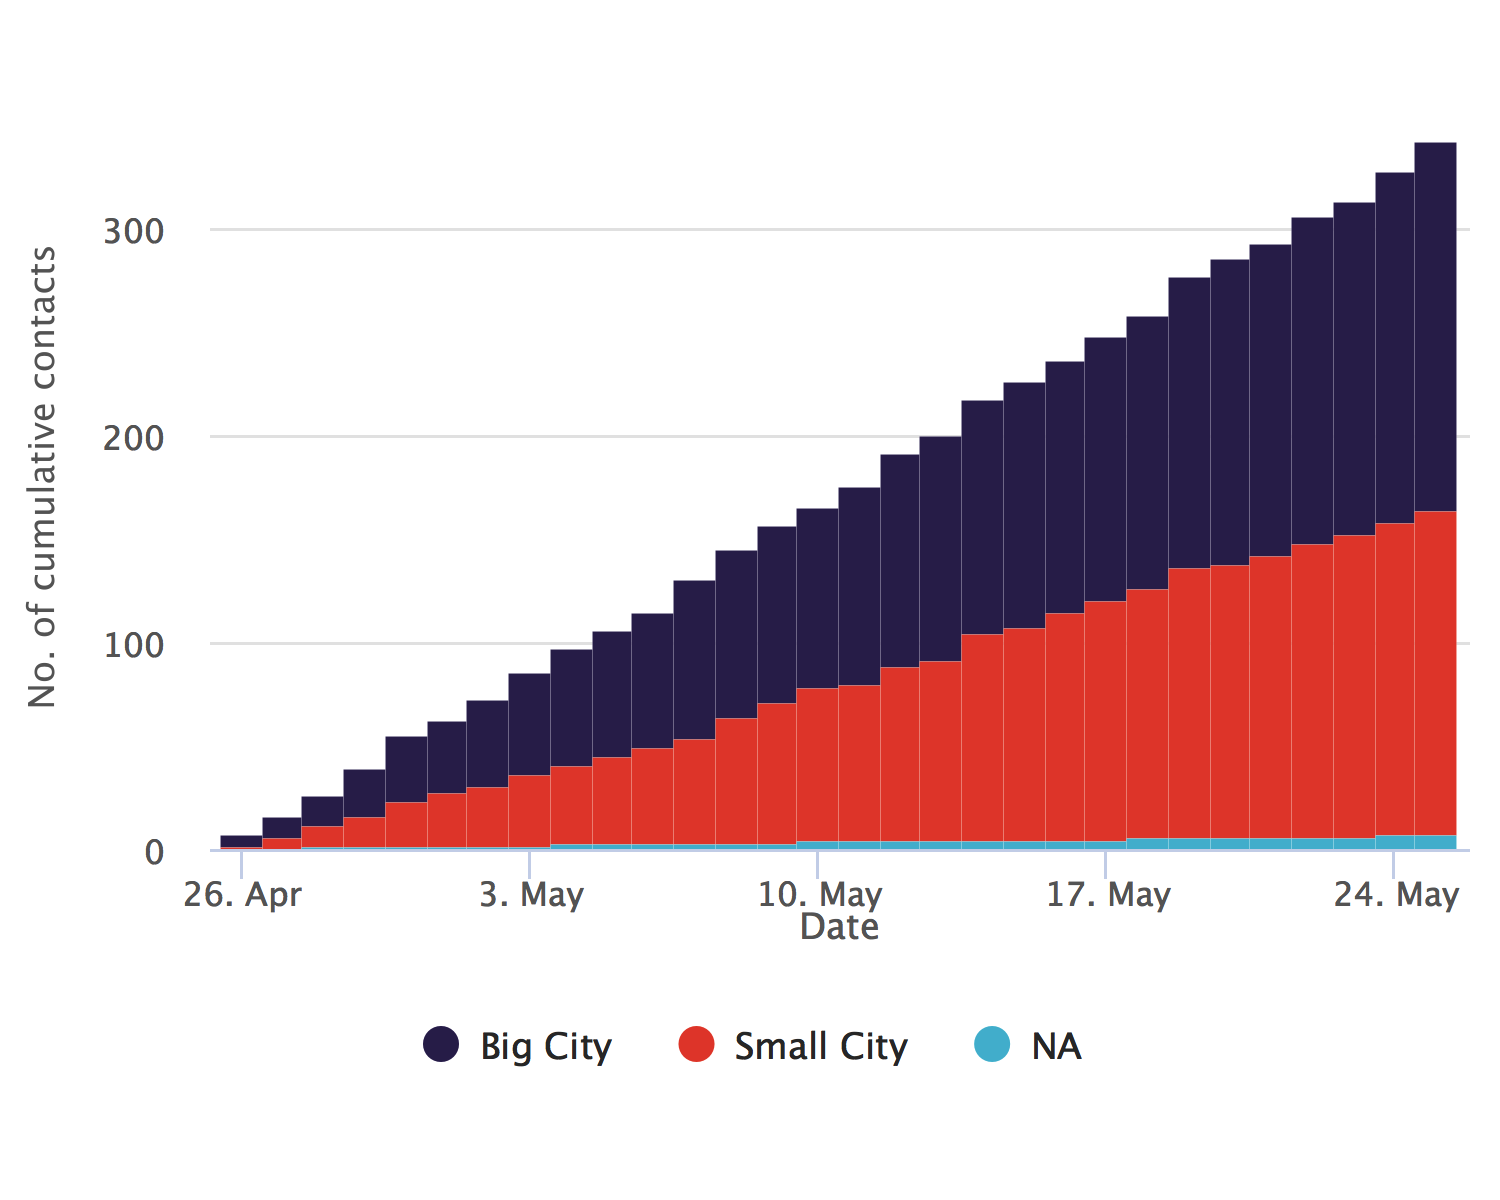 No. of cumulative contacts
300
200
100
0
26. Apr 3. May 10. May 17. May 24. May
Date
Big City Small City NA